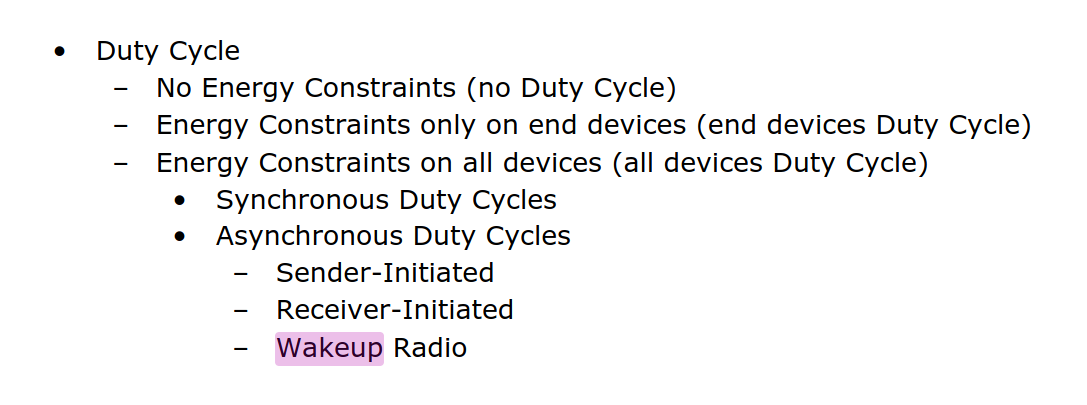 • Duty Cycle
– No Energy Constraints (no Duty Cycle)
– Energy Constraints only on end devices (end devices Duty Cycle)
– Energy Constraints on all devices (all devices Duty Cycle)
• Synchronous Duty Cycles
• Asynchronous Duty Cycles
– Sender-Initiated
– Receiver-Initiated
– Wakeup Radio